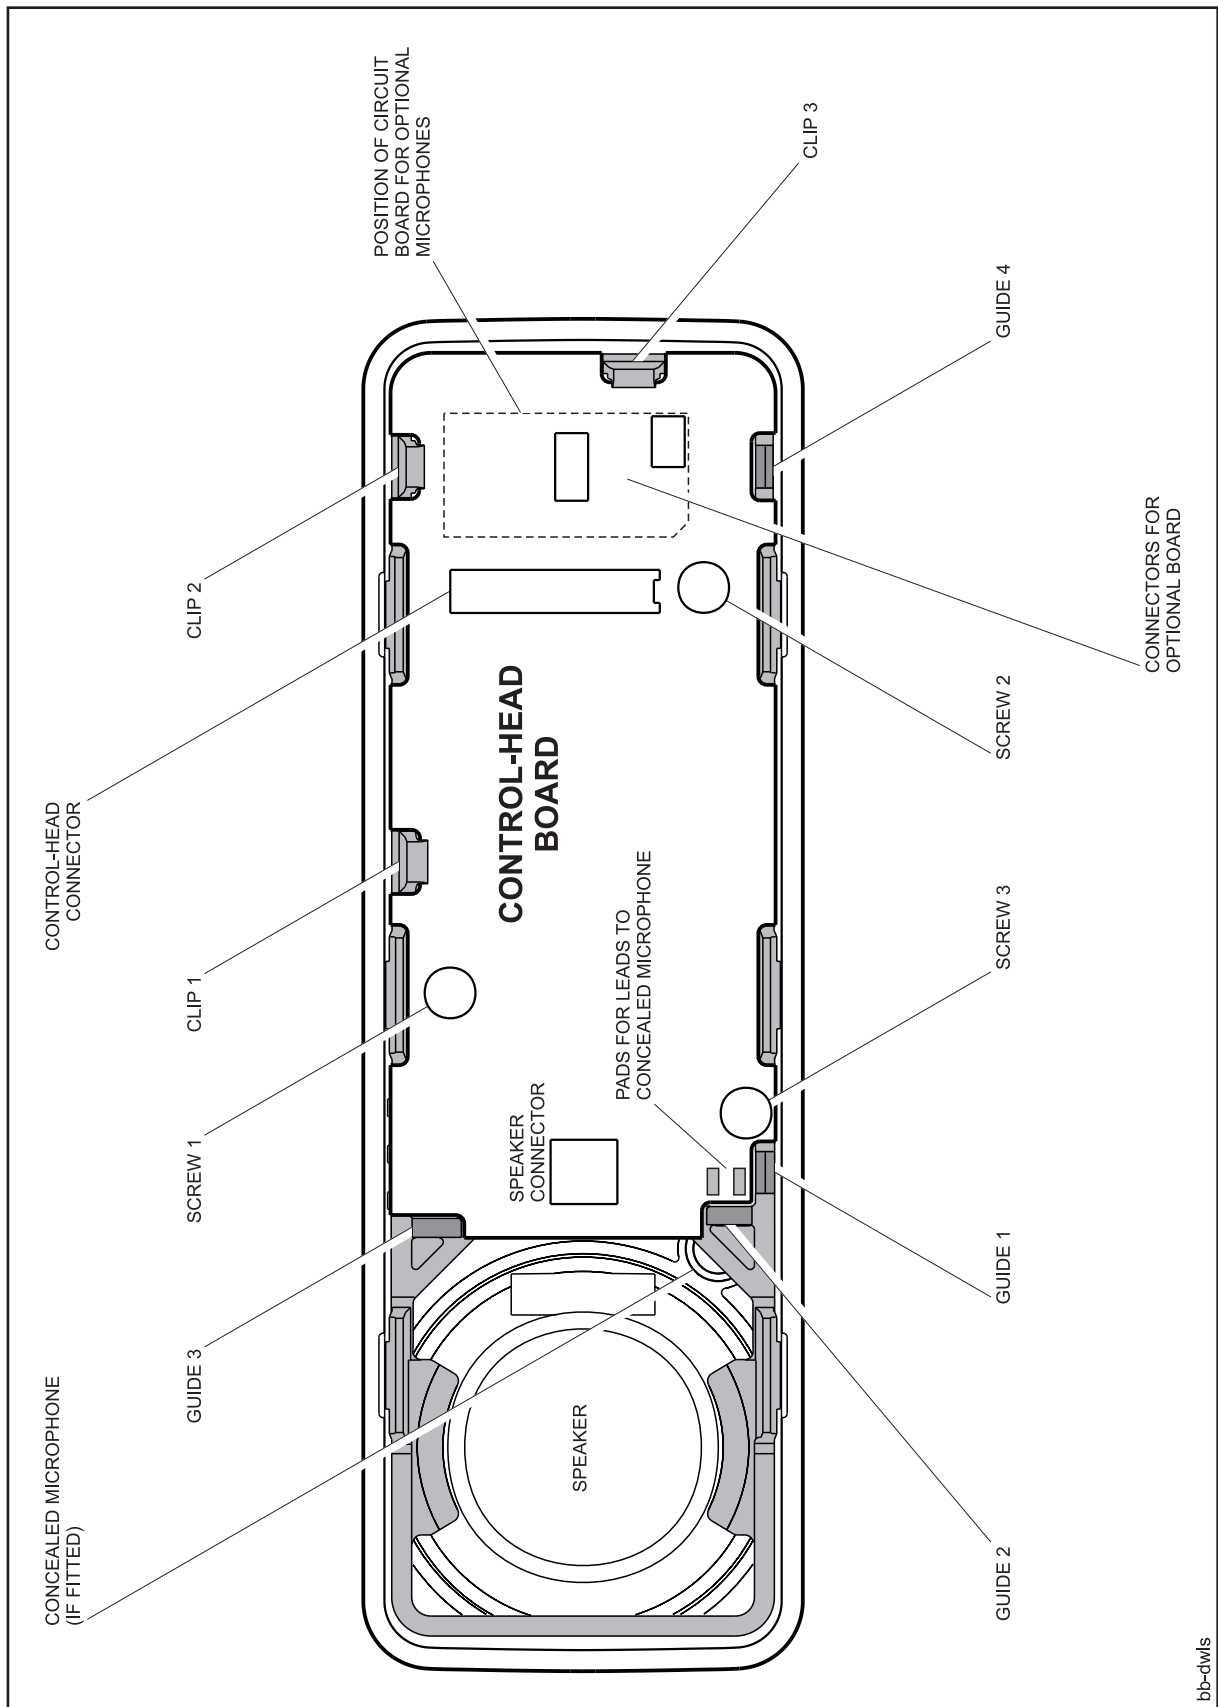 CONCEALED MICROPHONE
(IF FITTED)
GUIDE 3
SCREW 1
CLIP 1
CONTROL-HEAD
CONNECTOR
CLIP 2
POSITION OF CIRCUIT
BOARD FOR OPTIONAL
MICROPHONES
CLIP 3
SPEAKER
SPEAKER
CONNECTOR
PADS FOR LEADS TO
CONCEALED MICROPHONE
CONTROL-HEAD
BOARD
GUIDE 2
GUIDE 1
SCREW 3
SCREW 2
GUIDE 4
CONNECTORS FOR
OPTIONAL BOARD
bb-dwls